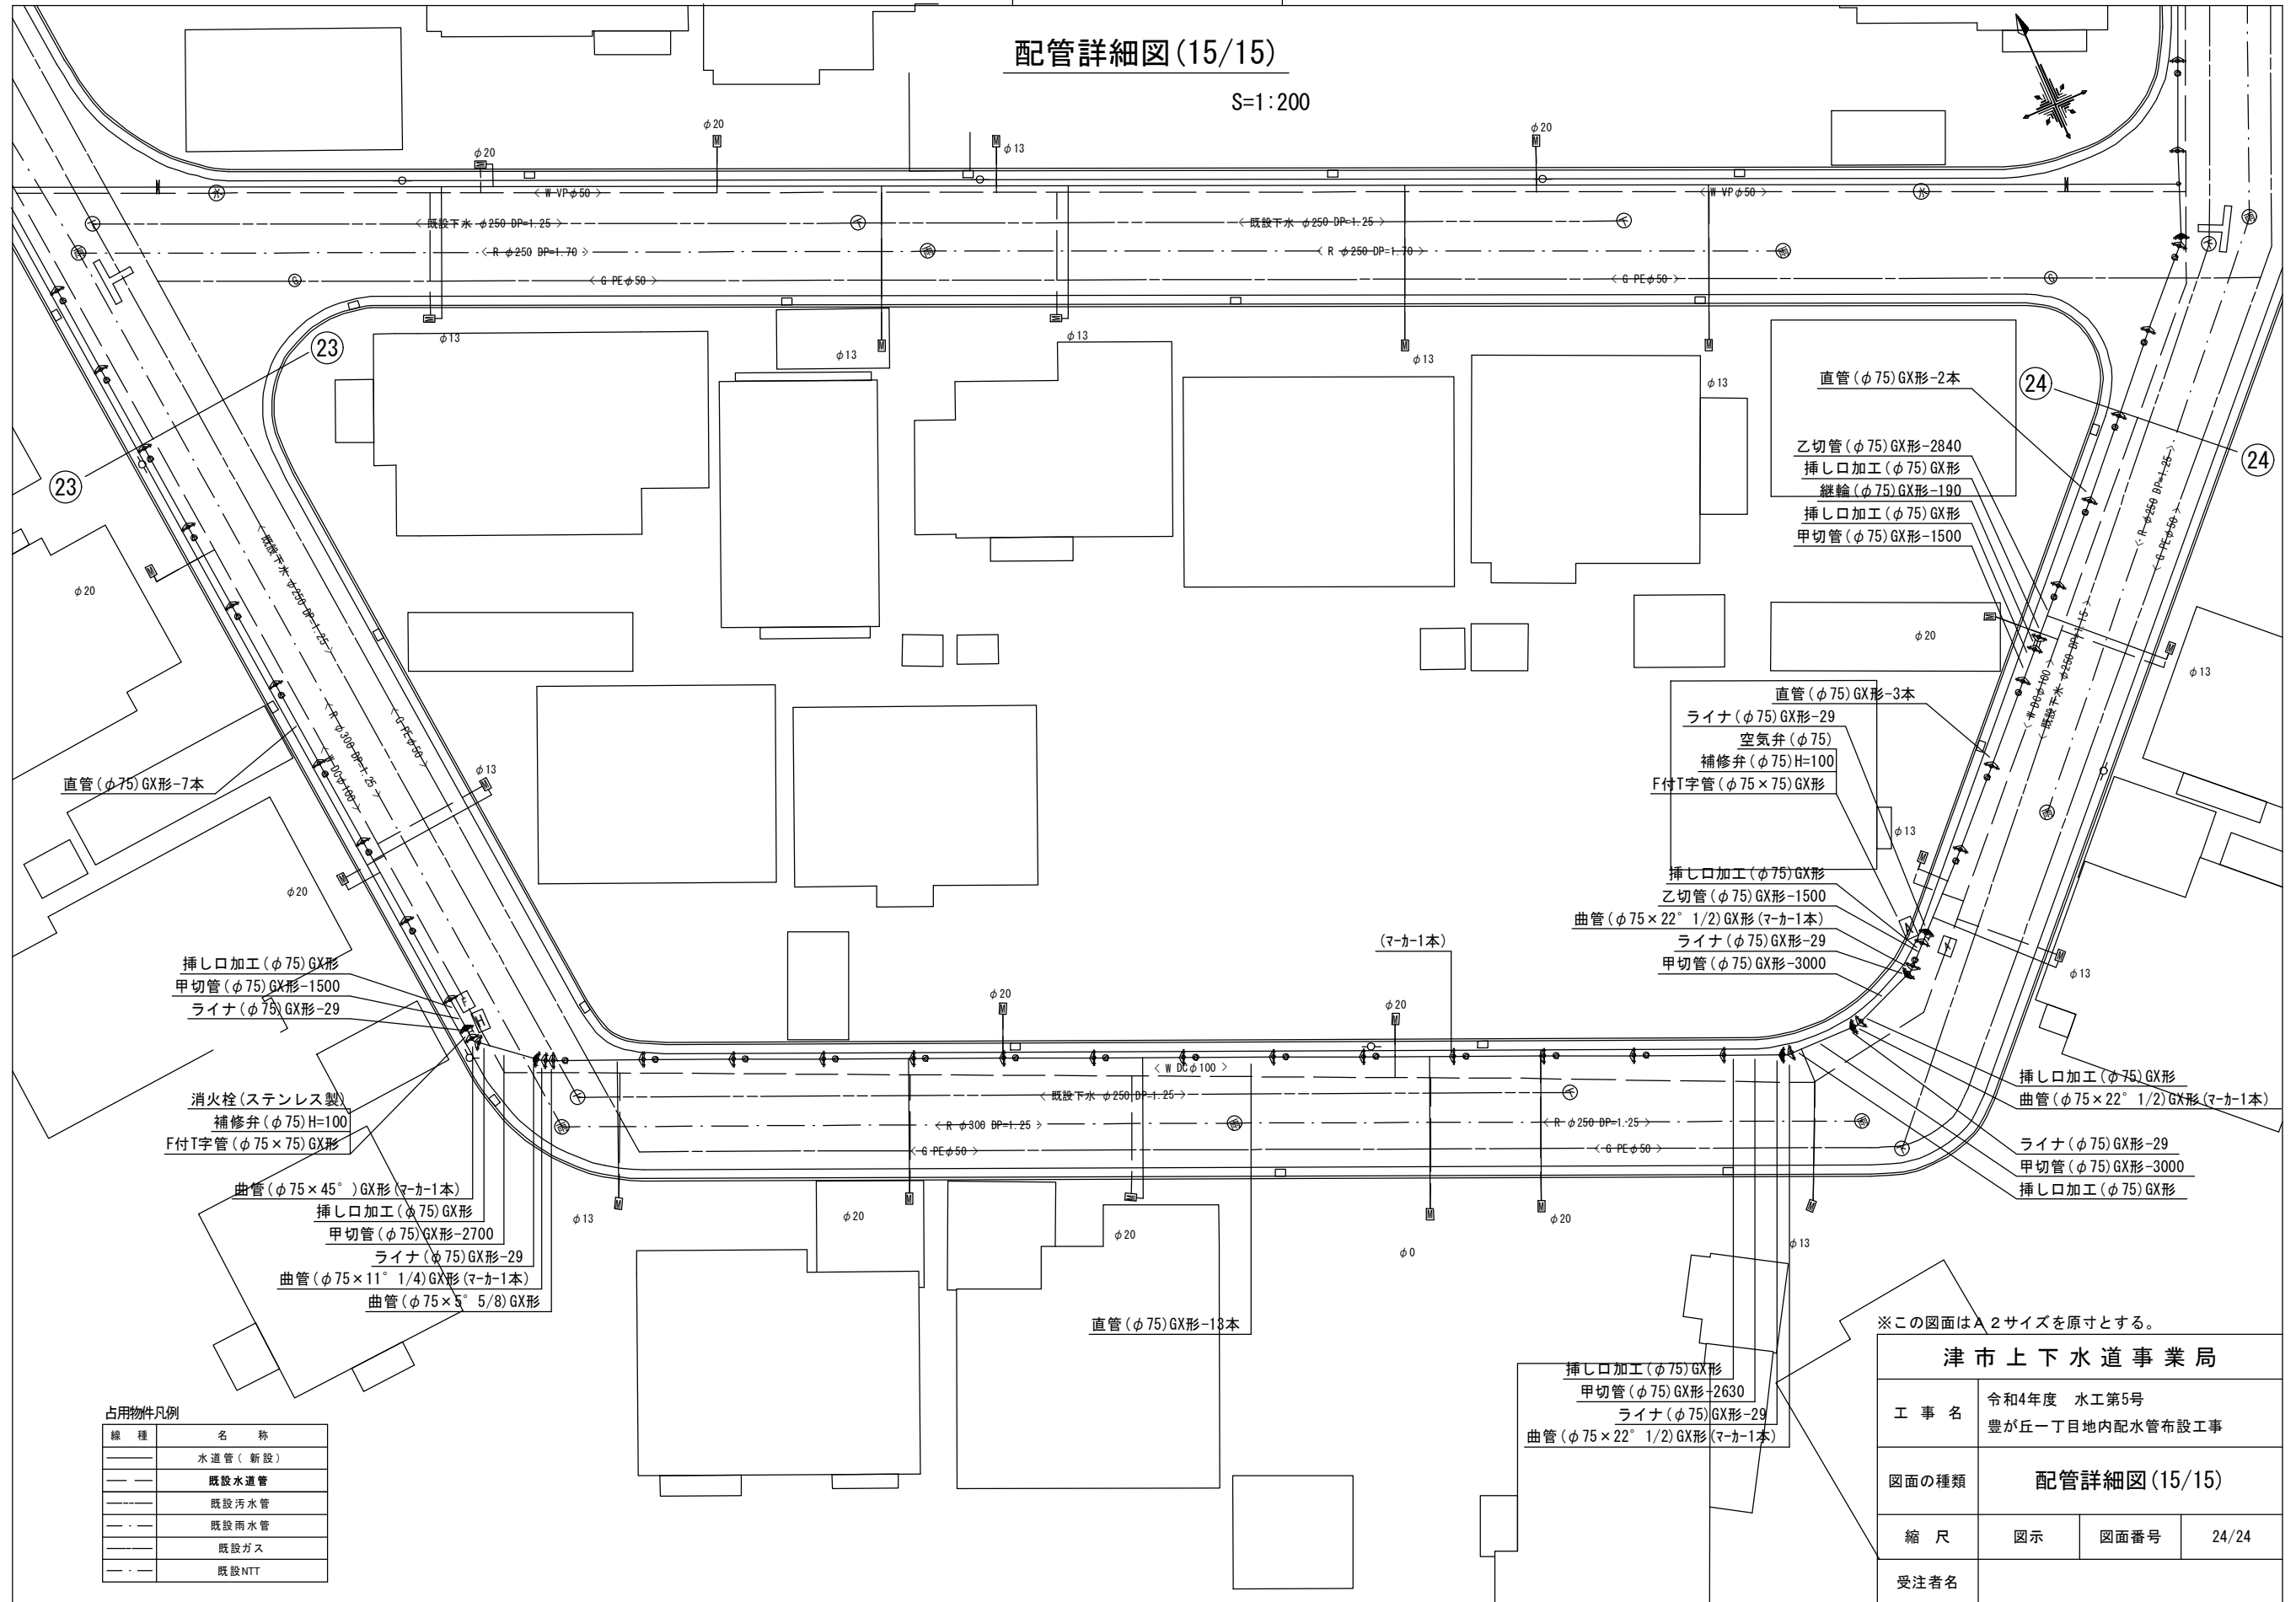 配管詳細図(15/15)
S=1:200
φ20
φ20
φ13
φ20
< W VPφ50 >
< W VPφ50 >
< 既設下水 φ250 DP=1.25 >
< 既設下水 φ250 DP=1.25 >
< R φ250 DP=1.70 >
< R φ250 DP=1.70 >
< G PEφ50 >
< G PEφ50 >
φ13
φ13
φ13
φ13
φ13
23
23
24
24
直管(φ75)GX形-2本
乙切管(φ75)GX形-2840
挿し口加工(φ75)GX形
継輪(φ75)GX形-190
挿し口加工(φ75)GX形
甲切管(φ75)GX形-1500
< R φ250 DP=1.25 >
< G PEφ50 >
< W DCφ100 >
< 既設下水 φ250 DP=1.15 >
φ20
φ13
φ20
< 既設下水 φ250 DP=1.25 >
< R φ300 DP=1.25 >
< W DCφ100 >
< G PEφ50 >
直管(φ75)GX形-7本
φ13
φ20
直管(φ75)GX形-3本
ライナ(φ75)GX形-29
空気弁(φ75)
補修弁(φ75)H=100
F付T字管(φ75×75)GX形
φ13
挿し口加工(φ75)GX形
乙切管(φ75)GX形-1500
曲管(φ75×22°1/2)GX形(マーカー1本)
ライナ(φ75)GX形-29
甲切管(φ75)GX形-3000
φ13
(マーカー1本)
φ20
φ20
挿し口加工(φ75)GX形
甲切管(φ75)GX形-1500
ライナ(φ75)GX形-29
消火栓(ステンレス製)
補修弁(φ75)H=100
F付T字管(φ75×75)GX形
曲管(φ75×45°)GX形(マーカー1本)
挿し口加工(φ75)GX形
甲切管(φ75)GX形-2700
ライナ(φ75)GX形-29
曲管(φ75×11°1/4)GX形(マーカー1本)
曲管(φ75×5°5/8)GX形
< W DCφ100 >
< 既設下水 φ250 DP=1.25 >
< R φ300 DP=1.25 >
< R φ250 DP=1.25 >
< G PEφ50 >
< G PEφ50 >
挿し口加工(φ75)GX形
曲管(φ75×22°1/2)GX形(マーカー1本)
ライナ(φ75)GX形-29
甲切管(φ75)GX形-3000
挿し口加工(φ75)GX形
φ13
φ20
φ20
φ0
φ20
φ13
直管(φ75)GX形-13本
挿し口加工(φ75)GX形
甲切管(φ75)GX形-2630
ライナ(φ75)GX形-29
曲管(φ75×22°1/2)GX形(マーカー1本)
占用物件凡例
線 種 名 称
水道管( 新設)
既設水道管
既設汚水管
既設雨水管
既設ガス
既設NTT
※この図面はA2サイズを原寸とする。
津市上下水道事業局
工 事 名 令和4年度 水工第5号
豊が丘一丁目地内配水管布設工事
図面の種類 配管詳細図(15/15)
縮 尺 図示 図面番号 24/24
受注者名